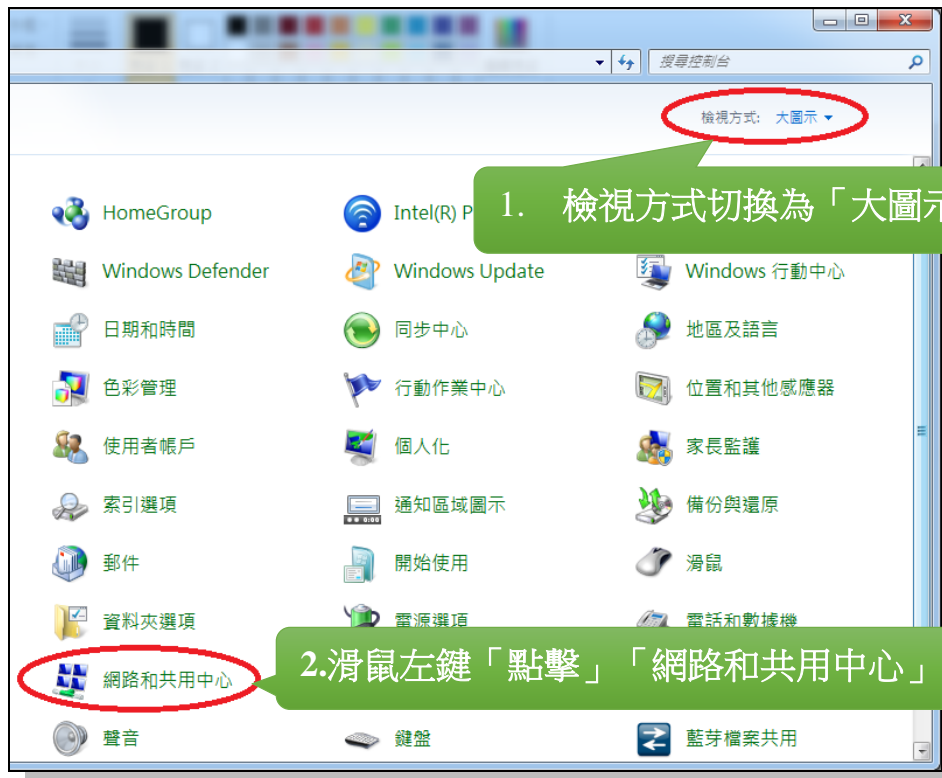 搜尋控制台
檢視方式: 大圖示
1. 檢視方式切換為「大圖示
HomeGroup
Intel(R) P
Windows Defender
Windows Update
Windows 行動中心
日期和時間
同步中心
地區及語言
色彩管理
行動作業中心
位置和其他感應器
使用者帳戶
個人化
家長監護
索引選項
通知區域圖示
備份與還原
郵件
開始使用
滑鼠
資料夾選項
電源選項
電話和數據機
2.滑鼠左鍵「點擊」「網路和共用中心」
網路和共用中心
聲音
鍵盤
藍芽檔案共用